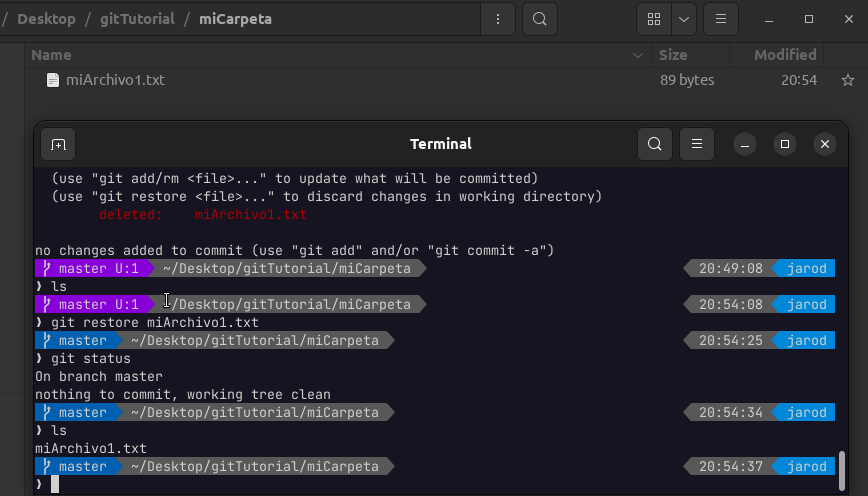 / Desktop / gitTutorial / miCarpeta
Name Size Modified
miArchivo1.txt 89 bytes 20:54
Terminal
(use "git add/rm <file>..." to update what will be committed)
(use "git restore <file>..." to discard changes in working directory)
deleted: miArchivo1.txt
no changes added to commit (use "git add" and/or "git commit -a")
master U:1 ~/Desktop/gitTutorial/miCarpeta 20:49:08 jarod
❯ ls
master U:1 ~/Desktop/gitTutorial/miCarpeta 20:54:08 jarod
❯ git restore miArchivo1.txt
master ~/Desktop/gitTutorial/miCarpeta 20:54:25 jarod
❯ git status
On branch master
nothing to commit, working tree clean
master ~/Desktop/gitTutorial/miCarpeta 20:54:34 jarod
❯ ls
miArchivo1.txt
master ~/Desktop/gitTutorial/miCarpeta 20:54:37 jarod
❯